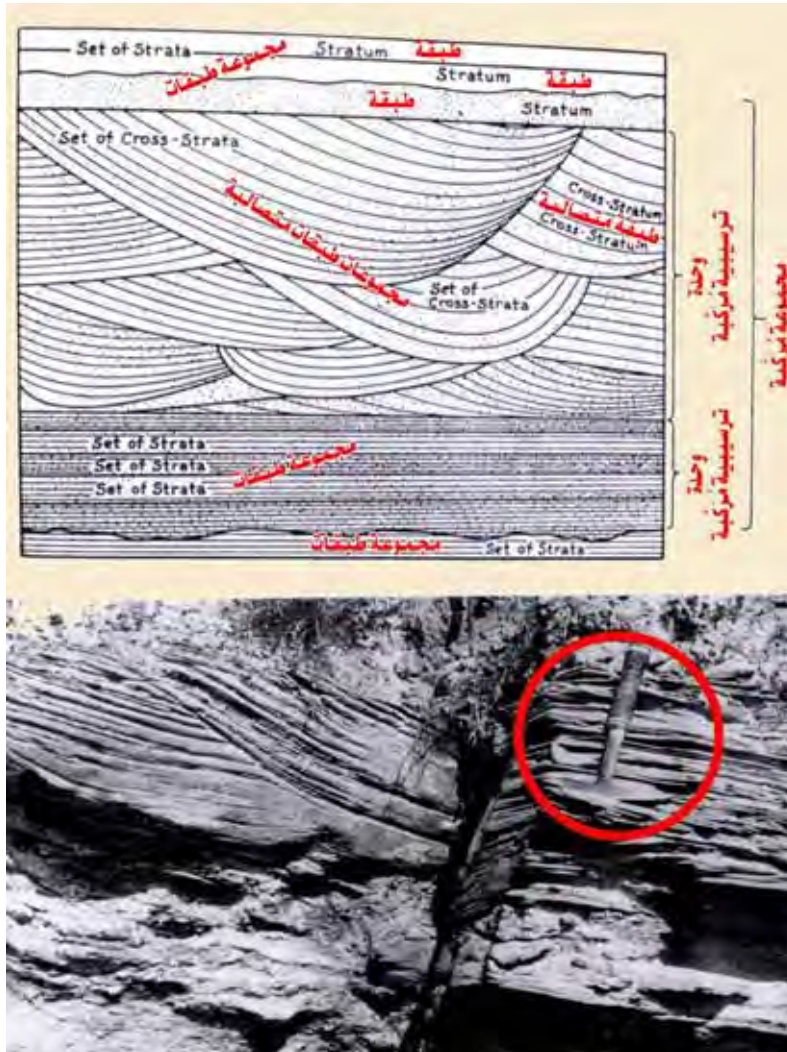 Set of Strata مجموعة طبقات Stratum طبقة
Stratum طبقة
طبقة Stratum
Set of Cross-Strata
مجموعات طبقات متصالبة
Cross-Stratum
طبقة متصالبة
Cross-Stratum
Set of
Cross-Strata
وحدة
ترسيبية مركبة
مجموعة مركبة
Set of Strata
Set of Strata
مجموعة طبقات
Set of Strata
وحدة
ترسيبية مركبة
مجموعة طبقات Set of Strata